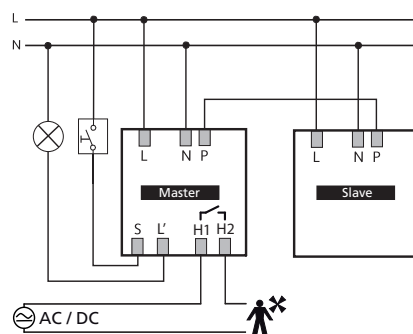 L
N
L N P
L N P
Master
Slave
S L' H1 H2
AC / DC